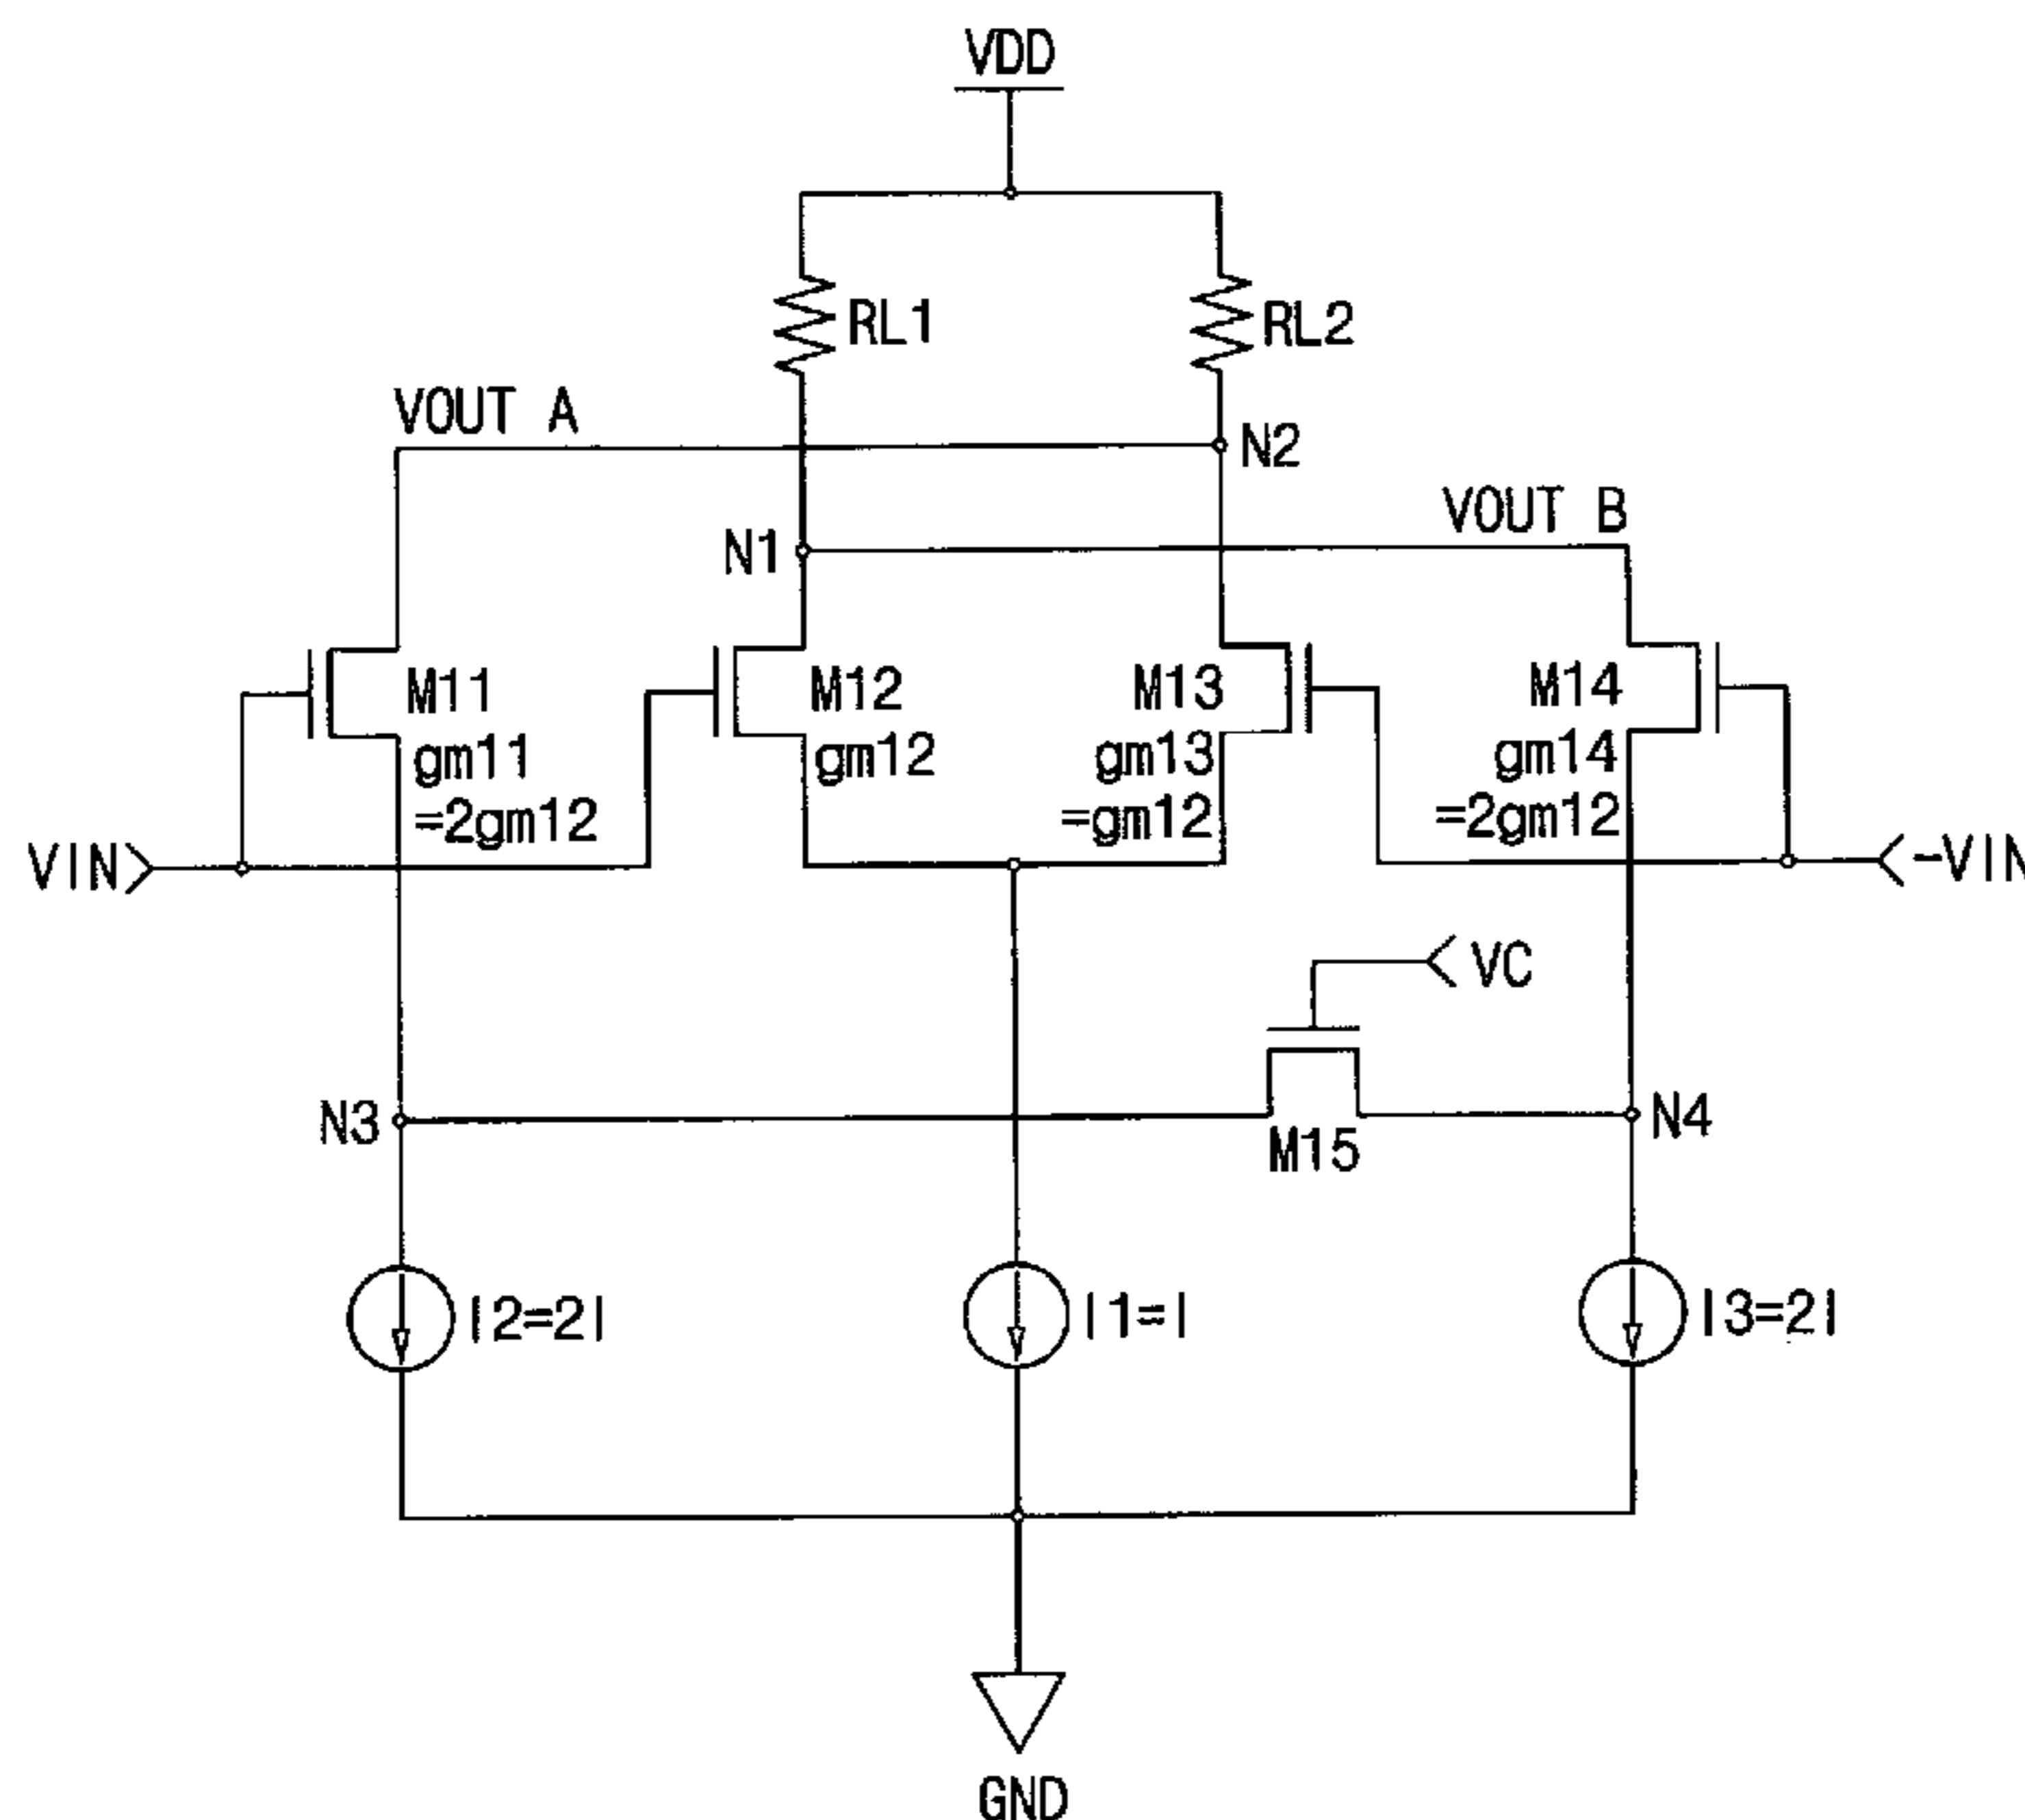 VDD
RL1
RL2
VOUT A
N2
VOUT B
N1
M11
gm11
=2gm12
M12
gm12
M13
gm13
=gm12
M14
gm14
=2gm12
VIN
-VIN
VC
N3
M15
N4
I2=2I
I1=I
I3=2I
GND